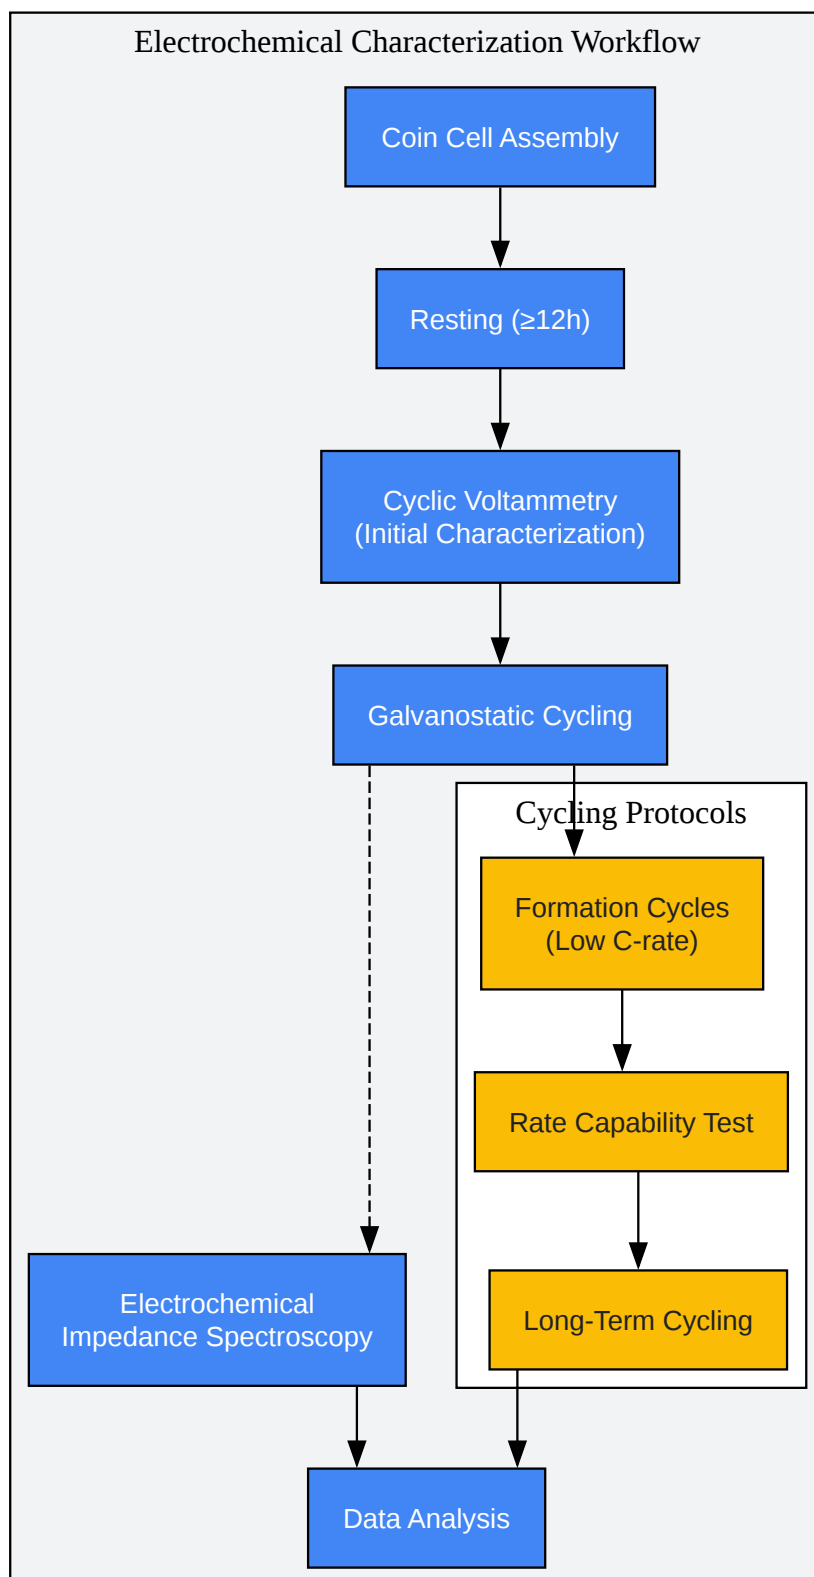 Electrochemical Characterization Workflow
Coin Cell Assembly
Resting (≥12h)
Cyclic Voltammetry
(Initial Characterization)
Galvanostatic Cycling
Cycling Protocols
Formation Cycles
(Low C-rate)
Rate Capability Test
Electrochemical
Impedance Spectroscopy
Long-Term Cycling
Data Analysis